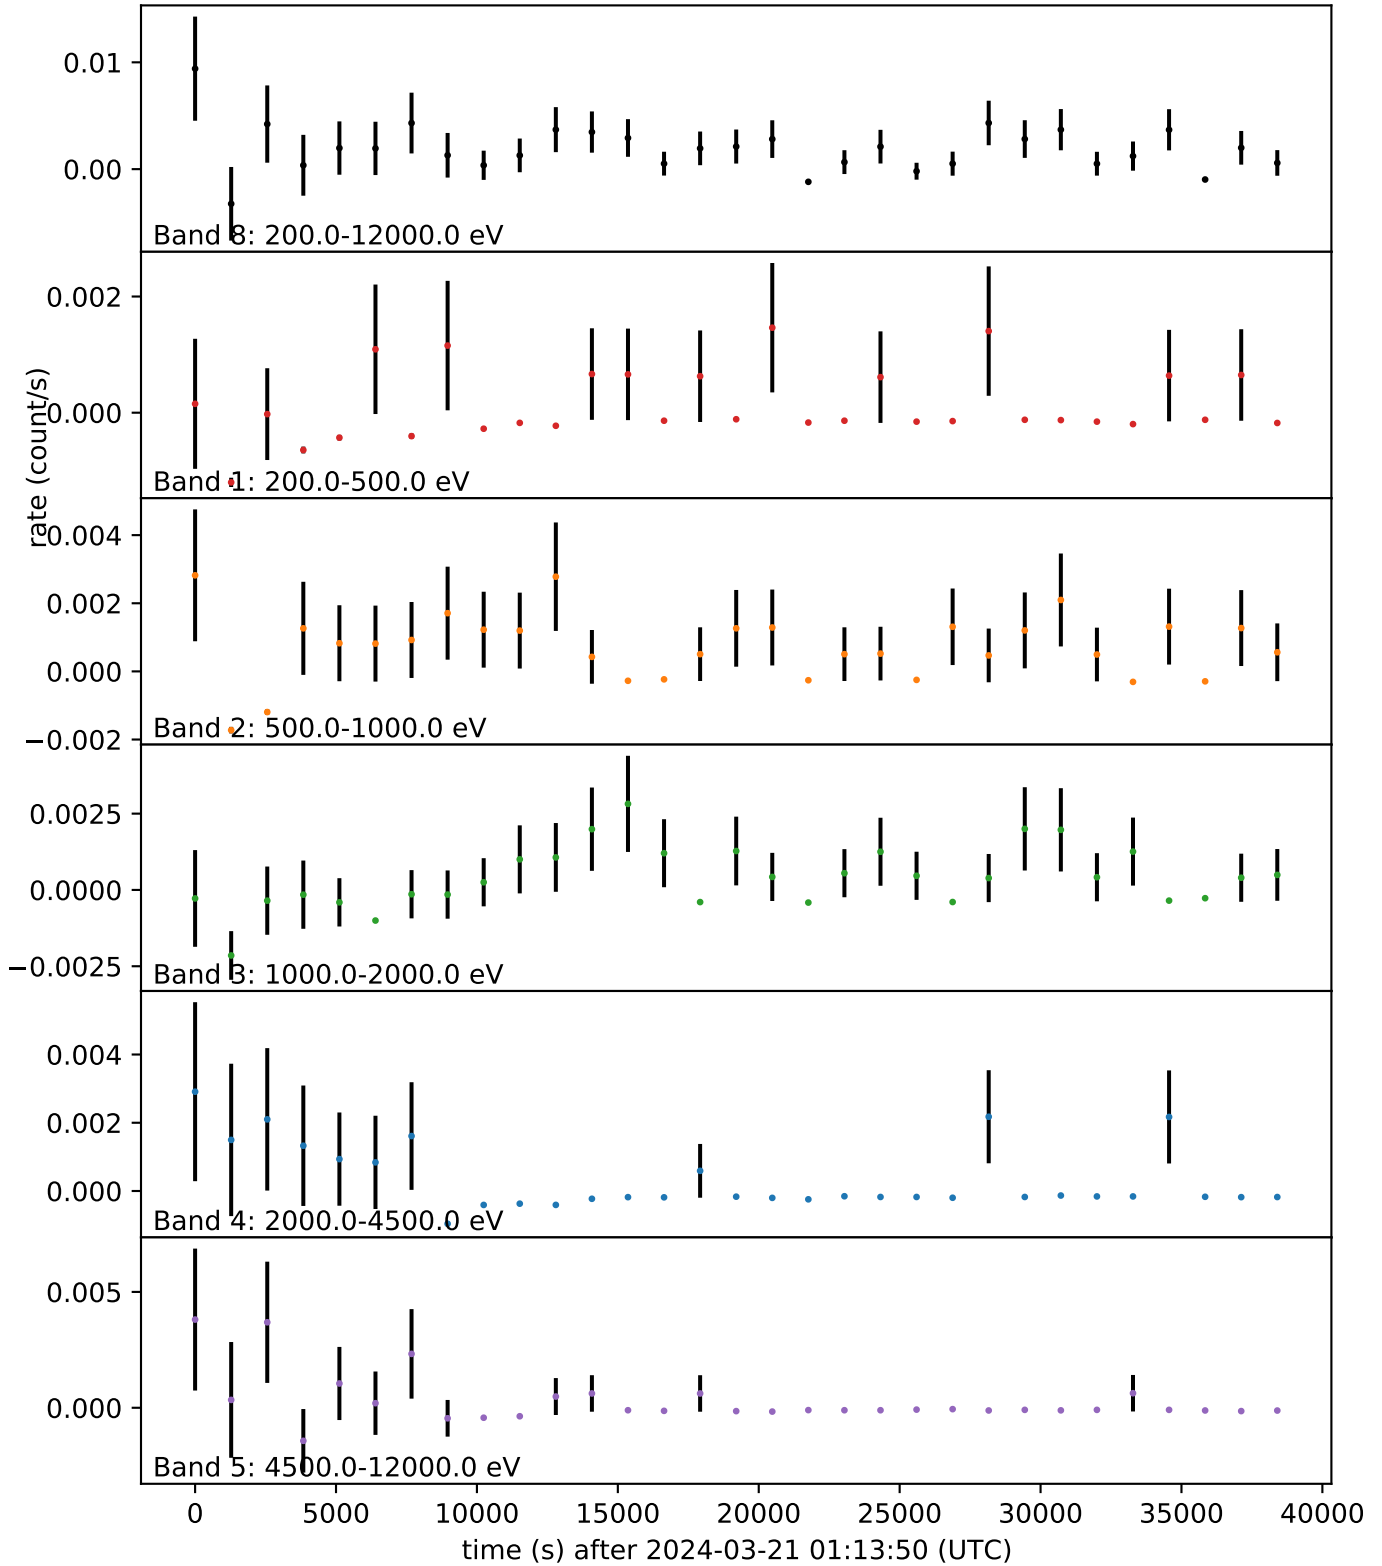 0.01
0.00
Band 8: 200.0-12000.0 eV
0.002
0.000
Band 1: 200.0-500.0 eV
rate (count/s)
0.004
0.002
0.000
−0.002
Band 2: 500.0-1000.0 eV
0.0025
0.0000
−0.0025
Band 3: 1000.0-2000.0 eV
0.004
0.002
0.000
Band 4: 2000.0-4500.0 eV
0.005
0.000
Band 5: 4500.0-12000.0 eV
0 5000 10000 15000 20000 25000 30000 35000 40000
time (s) after 2024-03-21 01:13:50 (UTC)